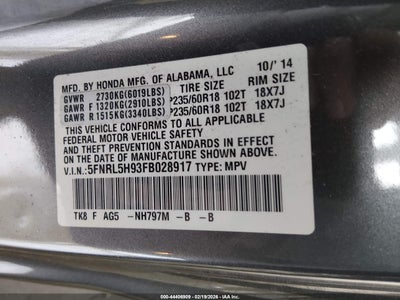 MFD. BY HONDA MFG. OF ALABAMA, LLC 10/ '14
GVWR 2730KG(6019LBS) TIRE SIZE RIM SIZE
GAWR F 1320KG(2910LBS) P235/60R18 102T 18X7J
GAWR R 1515KG(3340LBS) P235/60R18 102T 18X7J
THIS VEHICLE CONFORMS TO ALL APPLICABLE
FEDERAL MOTOR VEHICLE SAFETY AND
THEFT PREVENTION STANDARDS IN EFFECT ON
THE DATE OF MANUFACTURE SHOWN ABOVE.
V.I.N.: 5FNRL5H93FB028917 TYPE: MPV
TK8 F AG5 -NH797M -B -B
000-44406909 - 02/19/2026 - IAAI